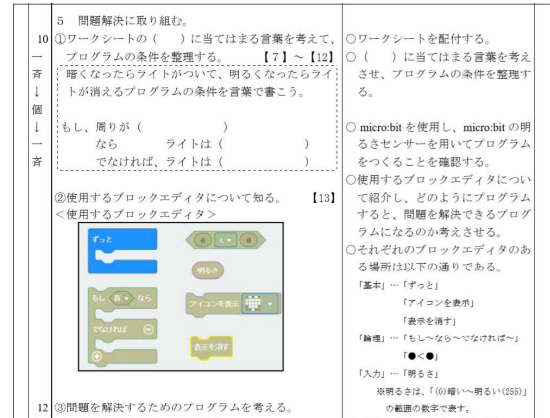 5 問題解決に取り組む。
10
一
斉
↓
個
↓
一
斉
①ワークシートの( )に当てはまる言葉を考えて、
プログラムの条件を整理する。 【7】~【12】
暗くなったらライトがついて、明るくなったらライ
トが消えるプログラムの条件を言葉で書こう。
もし、周りが( )
なら ライトは( )
でなければ、ライトは( )
②使用するブロックエディタについて知る。 【13】
<使用するブロックエディタ>
ずっと
0 < 0
明るさ
もし 真 なら
アイコンを表示
でなければ
表示を消す
12 ③問題を解決するためのプログラムを考える。
○ワークシートを配付する。
○( )に当てはまる言葉を考え
させ、プログラムの条件を整理す
る。
○ micro:bit を使用し、micro:bit の明
るさセンサーを用いてプログラム
をつくることを確認する。
○使用するブロックエディタについ
て紹介し、どのようにプログラム
すると、問題を解決できるプログ
ラムになるのか考えさせる。
○それぞれのブロックエディタのあ
る場所は以下の通りである。
「基本」…「ずっと」
「アイコンを表示」
「表示を消す」
「論理」…「もし~なら~でなければ~」
「●<●」
「入力」…「明るさ」
※明るさは、「(0)暗い~明るい(255)」
の範囲の数字で表す。